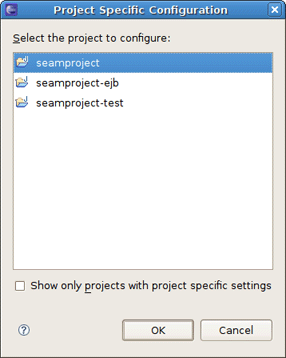 Project Specific Configuration
Select the project to configure:
seamproject
seamproject-ejb
seamproject-test
Show only projects with project specific settings
?
OK
Cancel